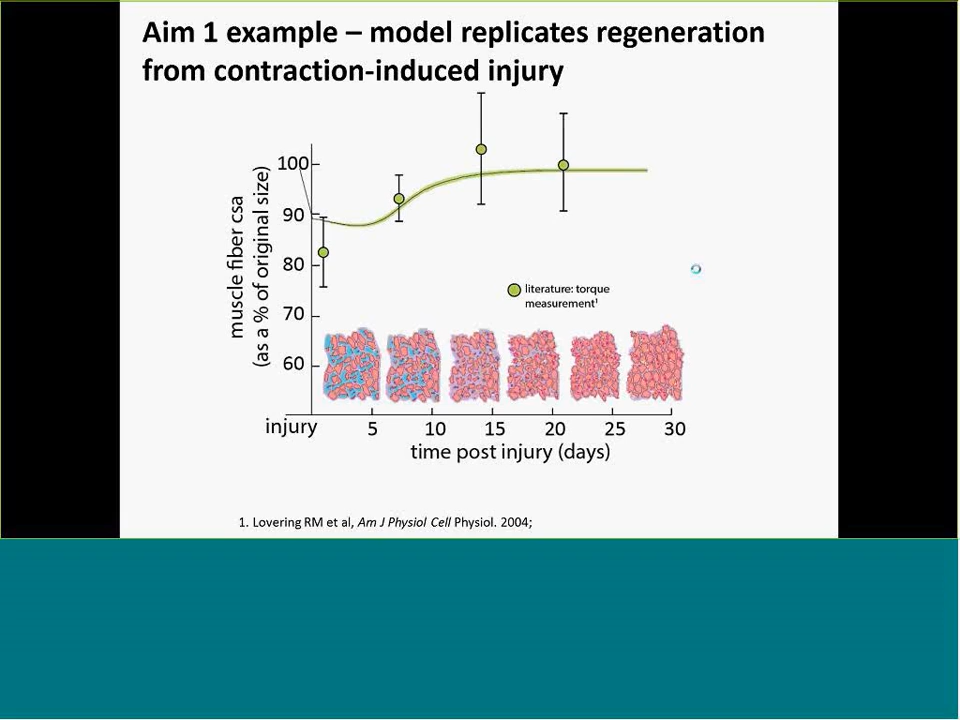 Aim 1 example – model replicates regeneration
from contraction-induced injury
muscle fiber csa
(as a % of original size)
100
90
80
70
60
literature: torque
measurement¹
injury
5
10
15
20
25
30
time post injury (days)
1. Lovering RM et al, Am J Physiol Cell Physiol. 2004;